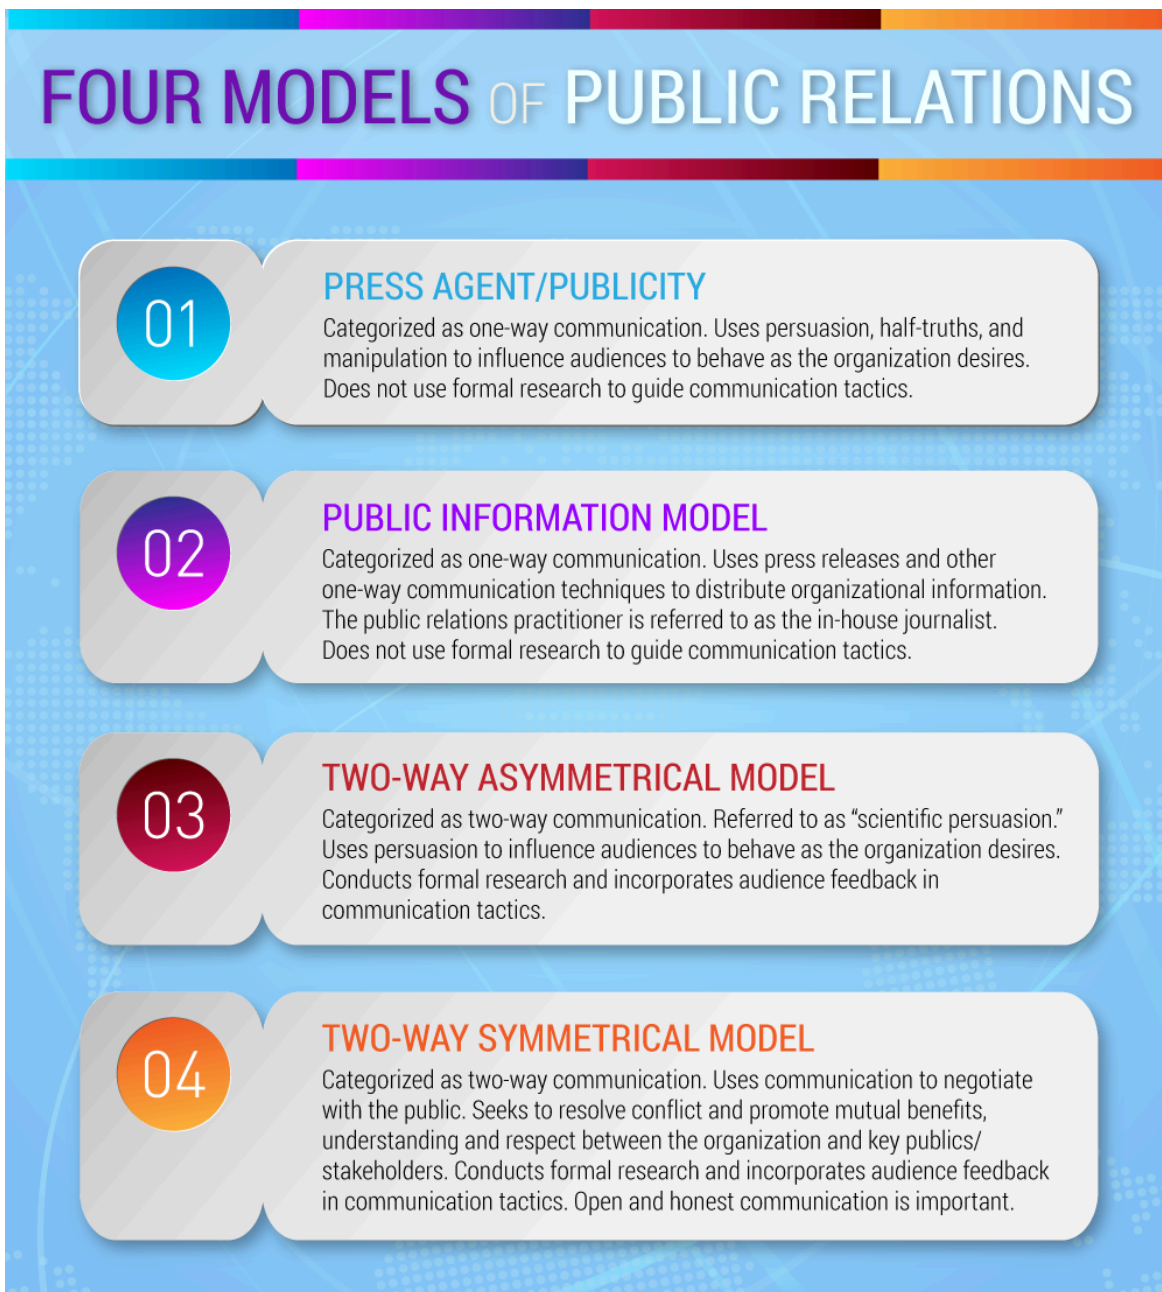 FOUR MODELS OF PUBLIC RELATIONS
01
PRESS AGENT/PUBLICITY
Categorized as one-way communication. Uses persuasion, half-truths, and
manipulation to influence audiences to behave as the organization desires.
Does not use formal research to guide communication tactics.
02
PUBLIC INFORMATION MODEL
Categorized as one-way communication. Uses press releases and other
one-way communication techniques to distribute organizational information.
The public relations practitioner is referred to as the in-house journalist.
Does not use formal research to guide communication tactics.
03
TWO-WAY ASYMMETRICAL MODEL
Categorized as two-way communication. Referred to as “scientific persuasion.”
Uses persuasion to influence audiences to behave as the organization desires.
Conducts formal research and incorporates audience feedback in
communication tactics.
04
TWO-WAY SYMMETRICAL MODEL
Categorized as two-way communication. Uses communication to negotiate
with the public. Seeks to resolve conflict and promote mutual benefits,
understanding and respect between the organization and key publics/
stakeholders. Conducts formal research and incorporates audience feedback
in communication tactics. Open and honest communication is important.